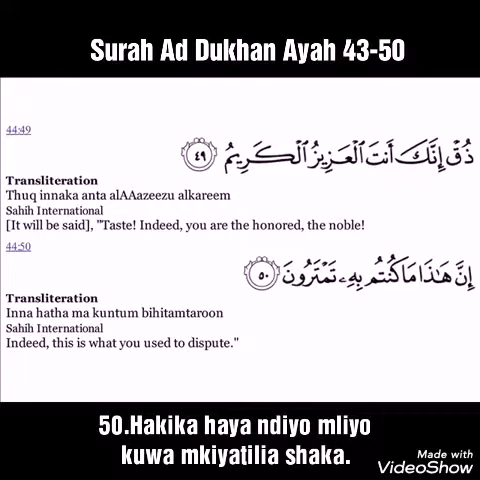 Surah Ad Dukhan Ayah 43-50
44:49
ذُقْ إِنَّكَ أَنتَ ٱلْعَزِيزُ ٱلْكَرِيمُ ٤٩
Transliteration
Thuq innaka anta alAAazeezu alkareem
Sahih International
[It will be said], "Taste! Indeed, you are the honored, the noble!
44:50
إِنَّ هَـٰذَا مَا كُنتُم بِهِۦ تَمْتَرُونَ ٥٠
Transliteration
Inna hatha ma kuntum bihitamtaroon
Sahih International
Indeed, this is what you used to dispute."
50.Hakika haya ndiyo mliyo
kuwa mkiyatilia shaka.
Made with
VideoShow